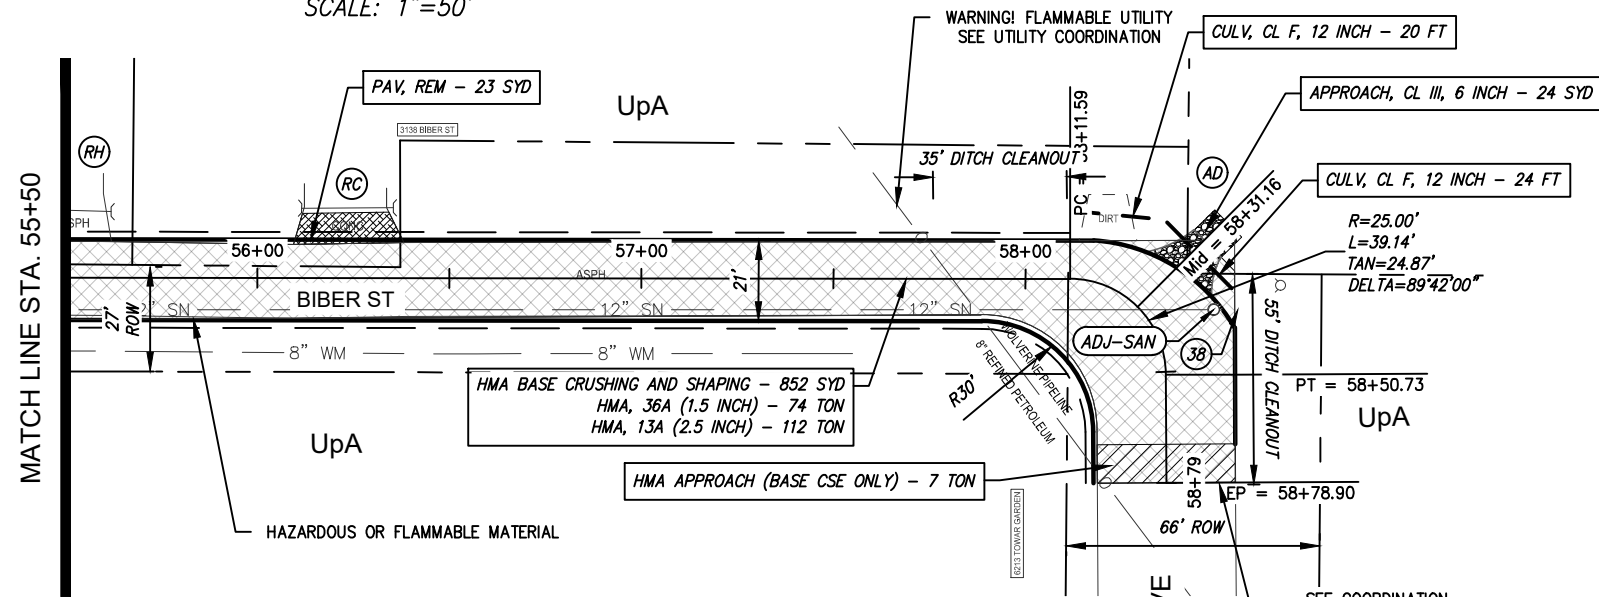 SCALE: 1"=50'
WARNING! FLAMMABLE UTILITY
SEE UTILITY COORDINATION
CULV, CL F, 12 INCH – 20 FT
PAV, REM – 23 SYD
UpA
APPROACH, CL III, 6 INCH – 24 SYD
3138 BIBER ST
RH
RC
35' DITCH CLEANOUT
AD
CULV, CL F, 12 INCH – 24 FT
DIRT
Mid = 58+31.16
R=25.00'
L=39.14'
TAN=24.87'
DELTA=89°42'00"
MATCH LINE STA. 55+50
56+00
57+00
58+00
ASPH
21'
BIBER ST
27'
ROW
SN
12" SN
12" SN
8" WM
8" WM
ADJ-SAN
38
55' DITCH CLEANOUT
WOLVERINE PIPELINE
8" REFINED PETROLEUM
R30'
HMA BASE CRUSHING AND SHAPING – 852 SYD
HMA, 36A (1.5 INCH) – 74 TON
HMA, 13A (2.5 INCH) – 112 TON
PT = 58+50.73
UpA
UpA
HMA APPROACH (BASE CSE ONLY) – 7 TON
58+79
EP = 58+78.90
HAZARDOUS OR FLAMMABLE MATERIAL
6213 TOWAR GARDEN
66' ROW
SEE COORDINATION